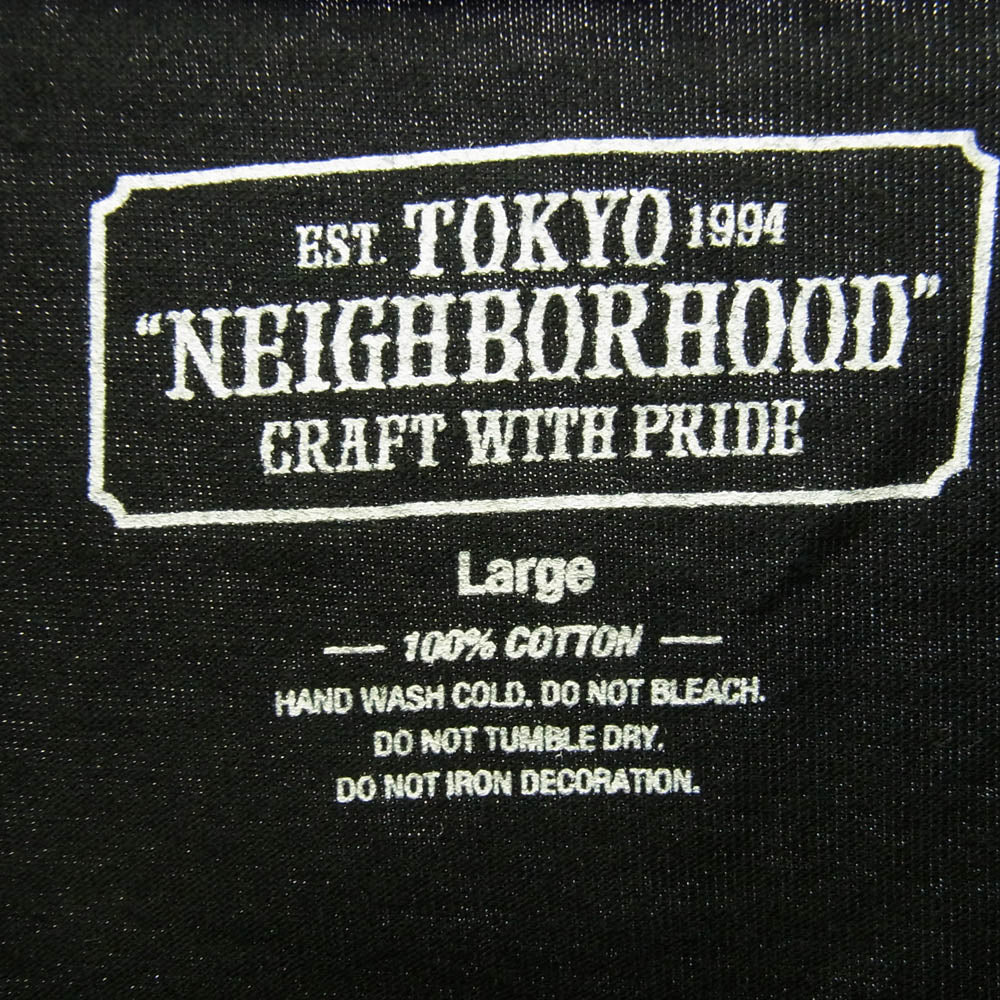 EST. TOKYO 1994
"NEIGHBORHOOD"
CRAFT WITH PRIDE
Large
— 100% COTTON —
HAND WASH COLD. DO NOT BLEACH.
DO NOT TUMBLE DRY.
DO NOT IRON DECORATION.